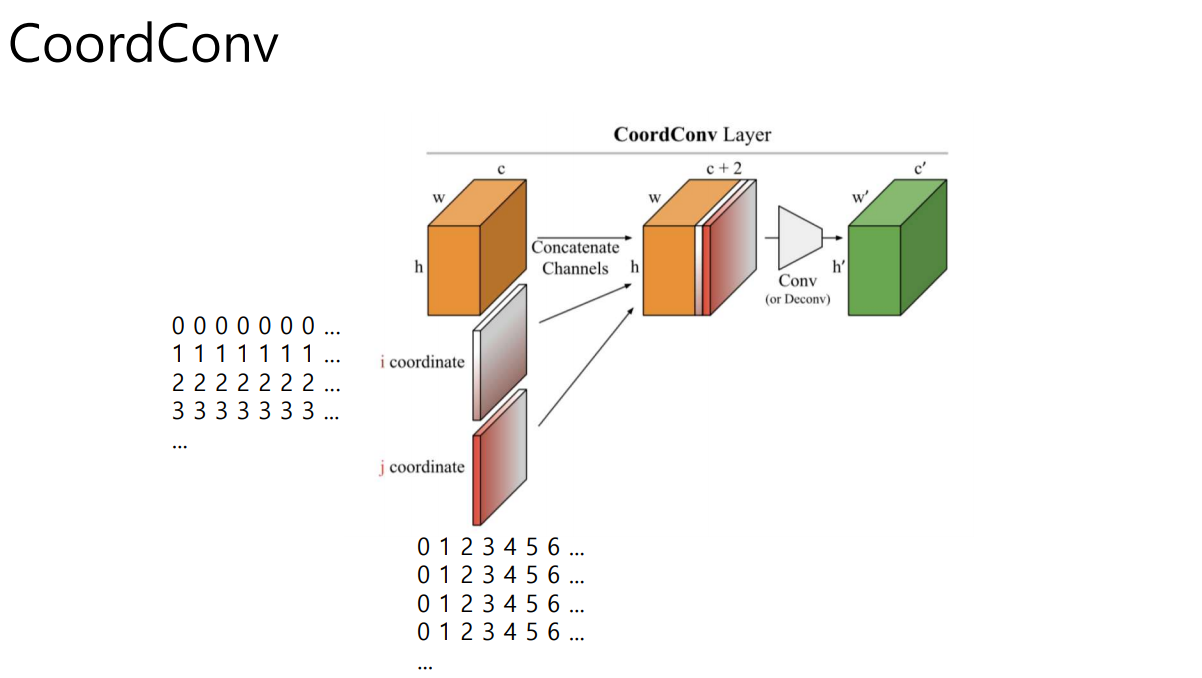 CoordConv
CoordConv Layer
c
w
h
Concatenate
Channels
c + 2
w
h
Conv
(or Deconv)
c′
w′
h′
0 0 0 0 0 0 0 ...
1 1 1 1 1 1 1 ...
2 2 2 2 2 2 2 ...
3 3 3 3 3 3 3 ...
...
i coordinate
j coordinate
0 1 2 3 4 5 6 ...
0 1 2 3 4 5 6 ...
0 1 2 3 4 5 6 ...
0 1 2 3 4 5 6 ...
...